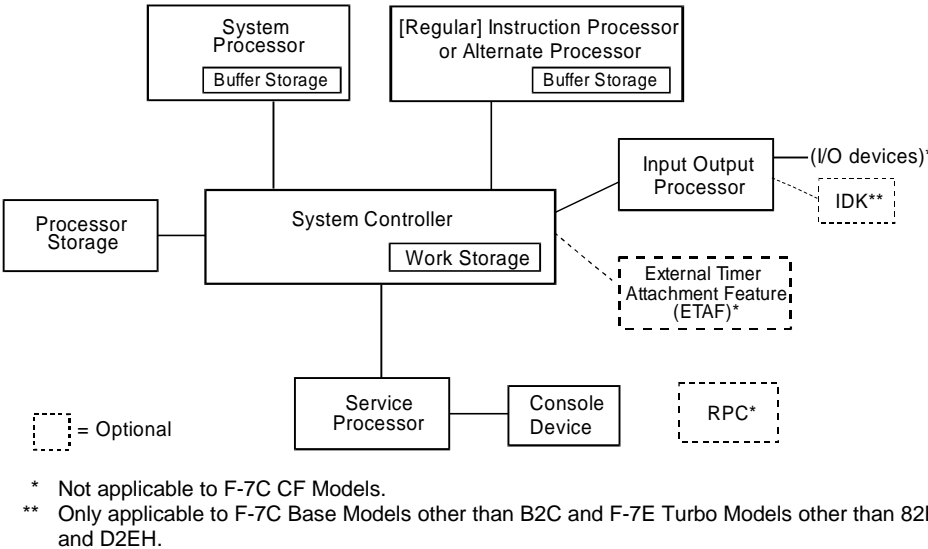 System
Processor
Buffer Storage
[Regular] Instruction Processor
or Alternate Processor
Buffer Storage
Input Output
Processor
(I/O devices)*
IDK**
Processor
Storage
System Controller
Work Storage
External Timer
Attachment Feature
(ETAF)*
Service
Processor
Console
Device
RPC*
= Optional
* Not applicable to F-7C CF Models.
** Only applicable to F-7C Base Models other than B2C and F-7E Turbo Models other than
and D2EH.